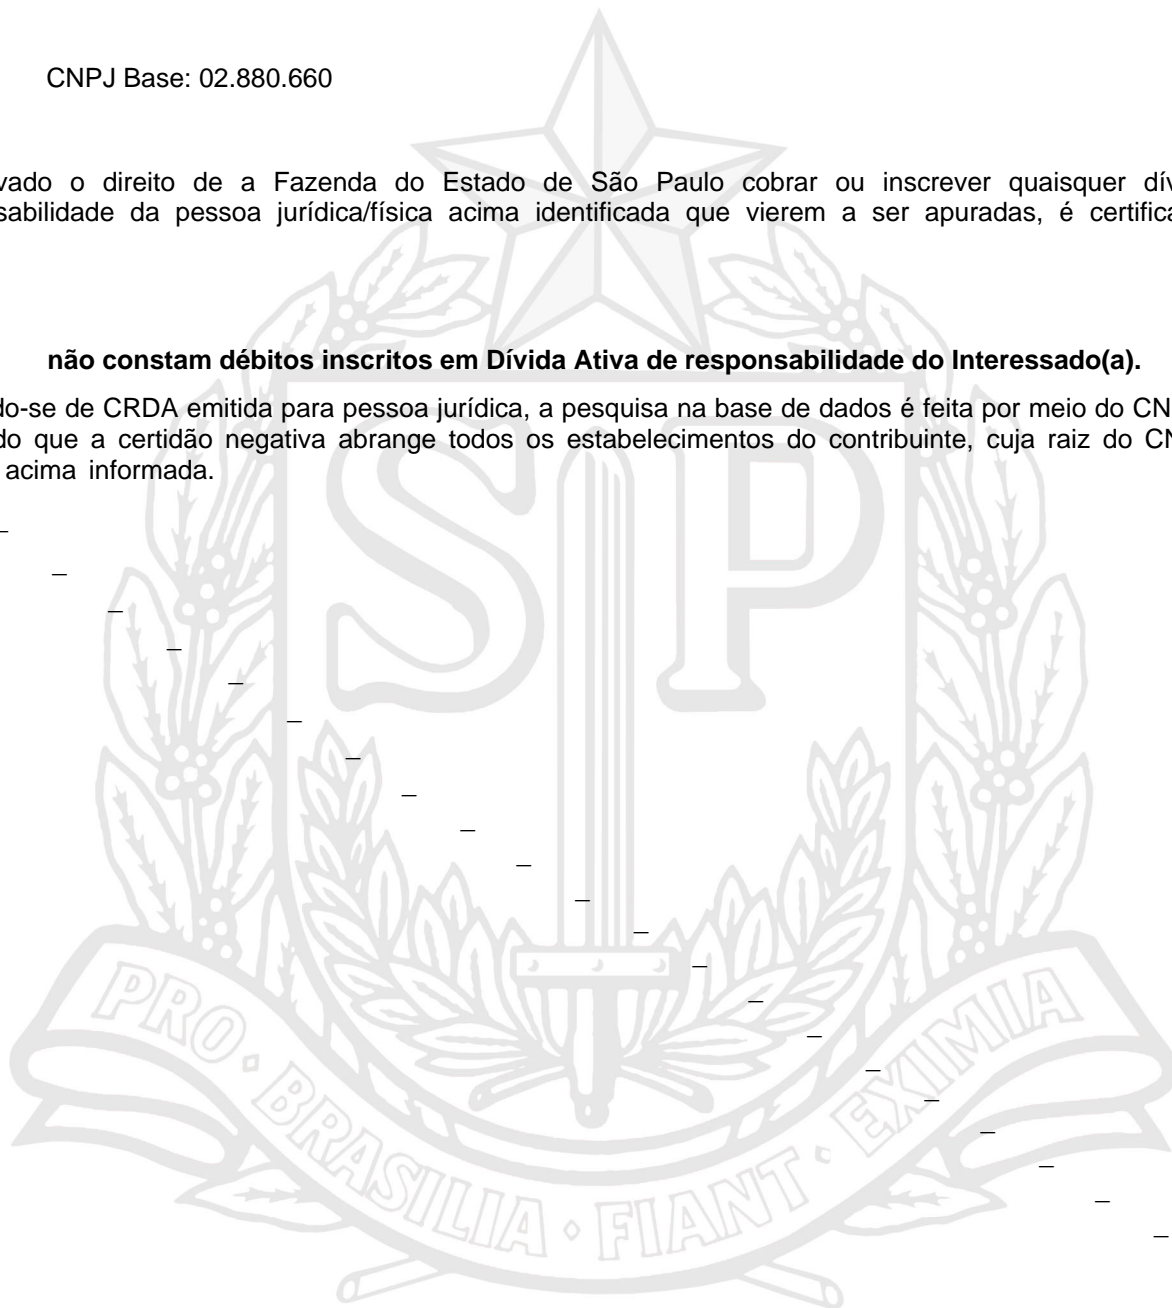 CNPJ Base: 02.880.660
vado o direito de a Fazenda do Estado de São Paulo cobrar ou inscrever quaisquer dív
sabilidade da pessoa jurídica/física acima identificada que vierem a ser apuradas, é certifica
não constam débitos inscritos em Dívida Ativa de responsabilidade do Interessado(a).
do-se de CRDA emitida para pessoa jurídica, a pesquisa na base de dados é feita por meio do CN
do que a certidão negativa abrange todos os estabelecimentos do contribuinte, cuja raiz do CN
acima informada.
SP
PRO • BRASILIA • FIANT • EXIMIA